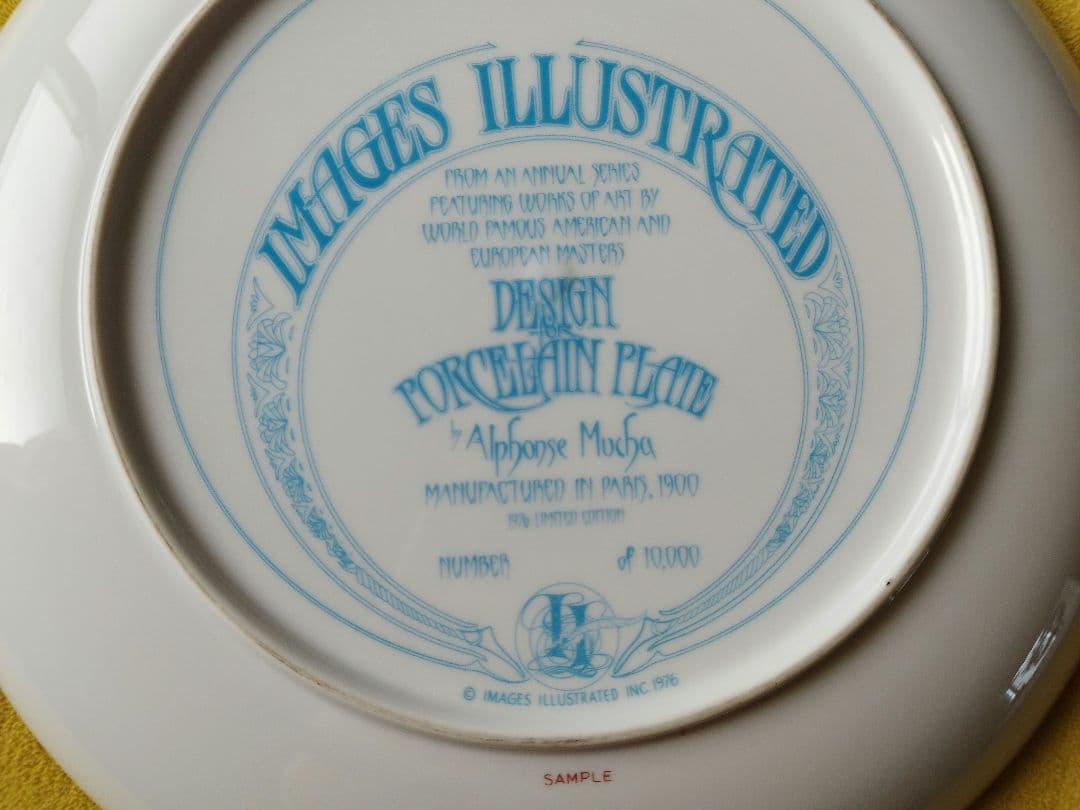 IMAGES ILLUSTRATED
FROM AN ANNUAL SERIES
FEATURING WORKS OF ART BY
WORLD FAMOUS AMERICAN AND
EUROPEAN MASTERS
DESIGN
FOR
PORCELAIN PLATE
by Alphonse Mucha
MANUFACTURED IN PARIS, 1900
1976 LIMITED EDITION
NUMBER of 10,000
II
© IMAGES ILLUSTRATED INC. 1976
SAMPLE